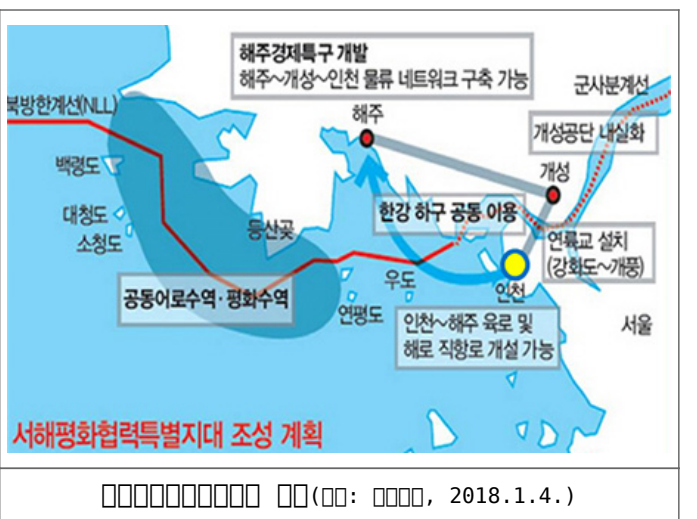 해주경제특구 개발
해주~개성~인천 물류 네트워크 구축 가능
군사분계선
북방한계선(NLL)
해주
개성공단 내실화
백령도
개성
대청도
한강 하구 공동 이용
소청도
등산곶
연륙교 설치
(강화도~개풍)
우도
인천
공동어로수역·평화수역
연평도
인천~해주 육로 및
해로 직항로 개설 가능
서울
서해평화협력특별지대 조성 계획
□□□□□□□□□□ □□(□□: □□□□, 2018.1.4.)